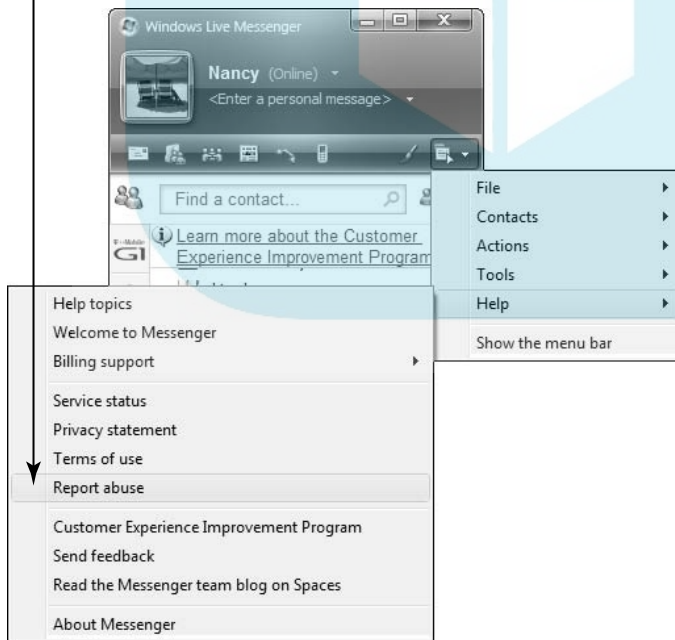 Windows Live Messenger
Nancy (Online)
<Enter a personal message>
Find a contact...
T··Mobile·
G1
Learn more about the Customer
Experience Improvement Program
File
Contacts
Actions
Tools
Help
Show the menu bar
Help topics
Welcome to Messenger
Billing support
Service status
Privacy statement
Terms of use
Report abuse
Customer Experience Improvement Program
Send feedback
Read the Messenger team blog on Spaces
About Messenger